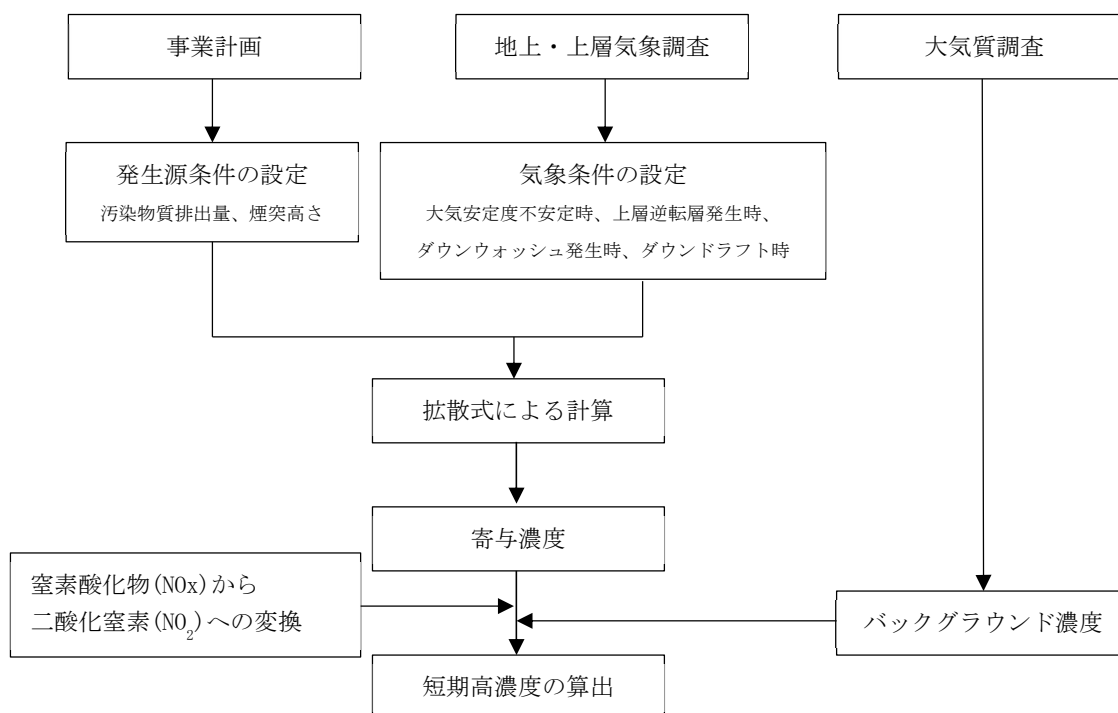 事業計画
地上・上層気象調査
大気質調査
発生源条件の設定
汚染物質排出量、煙突高さ
気象条件の設定
大気安定度不安定時、上層逆転層発生時、
ダウンウォッシュ発生時、ダウンドラフト時
拡散式による計算
寄与濃度
窒素酸化物(NOx)から
二酸化窒素(NO₂)への変換
バックグラウンド濃度
短期高濃度の算出